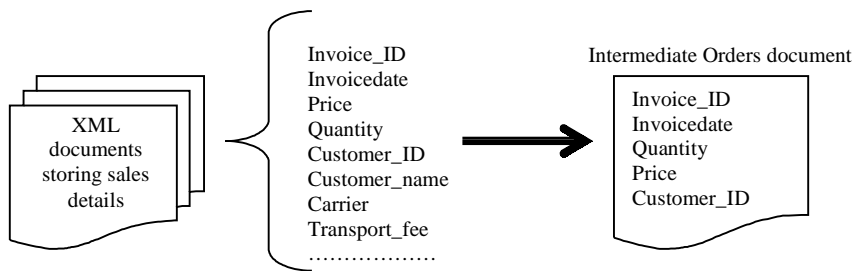 XML
documents
storing sales
details
Invoice_ID
Invoicedate
Price
Quantity
Customer_ID
Customer_name
Carrier
Transport_fee
………………
Intermediate Orders document
Invoice_ID
Invoicedate
Quantity
Price
Customer_ID